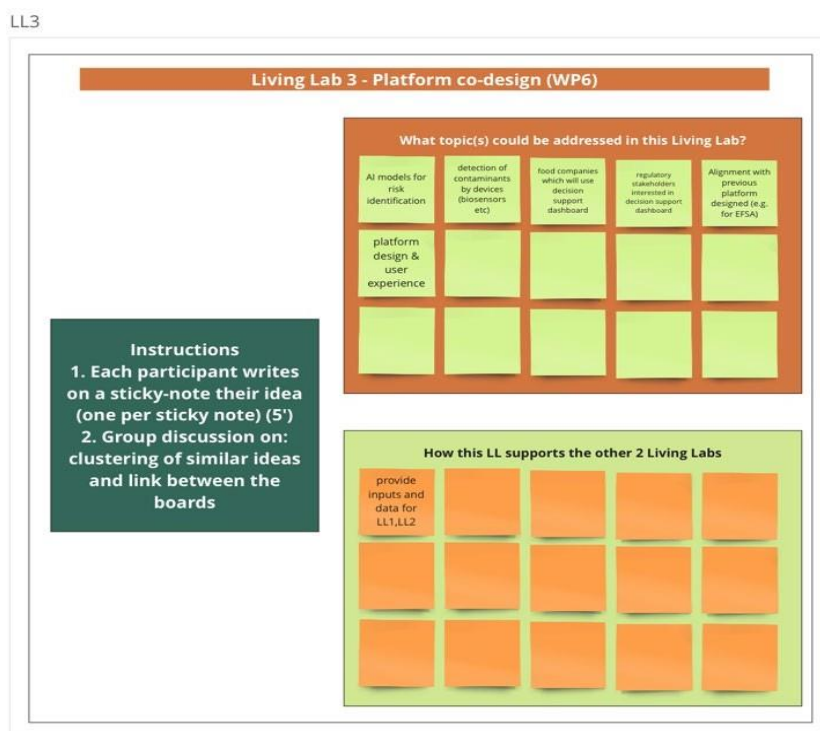 LL3
Living Lab 3 - Platform co-design (WP6)
What topic(s) could be addressed in this Living Lab?
AI models for
risk
identification
detection of
contaminants
by devices
(biosensors
etc)
food companies
which will use
decision
support
dashboard
regulatory
stakeholders
interested in
decision support
dashboard
Alignment with
previous
platform
designed (e.g.
for EFSA)
platform
design &
user
experience
Instructions
1. Each participant writes
on a sticky-note their idea
(one per sticky note) (5')
2. Group discussion on:
clustering of similar ideas
and link between the
boards
How this LL supports the other 2 Living Labs
provide
inputs and
data for
LL1,LL2